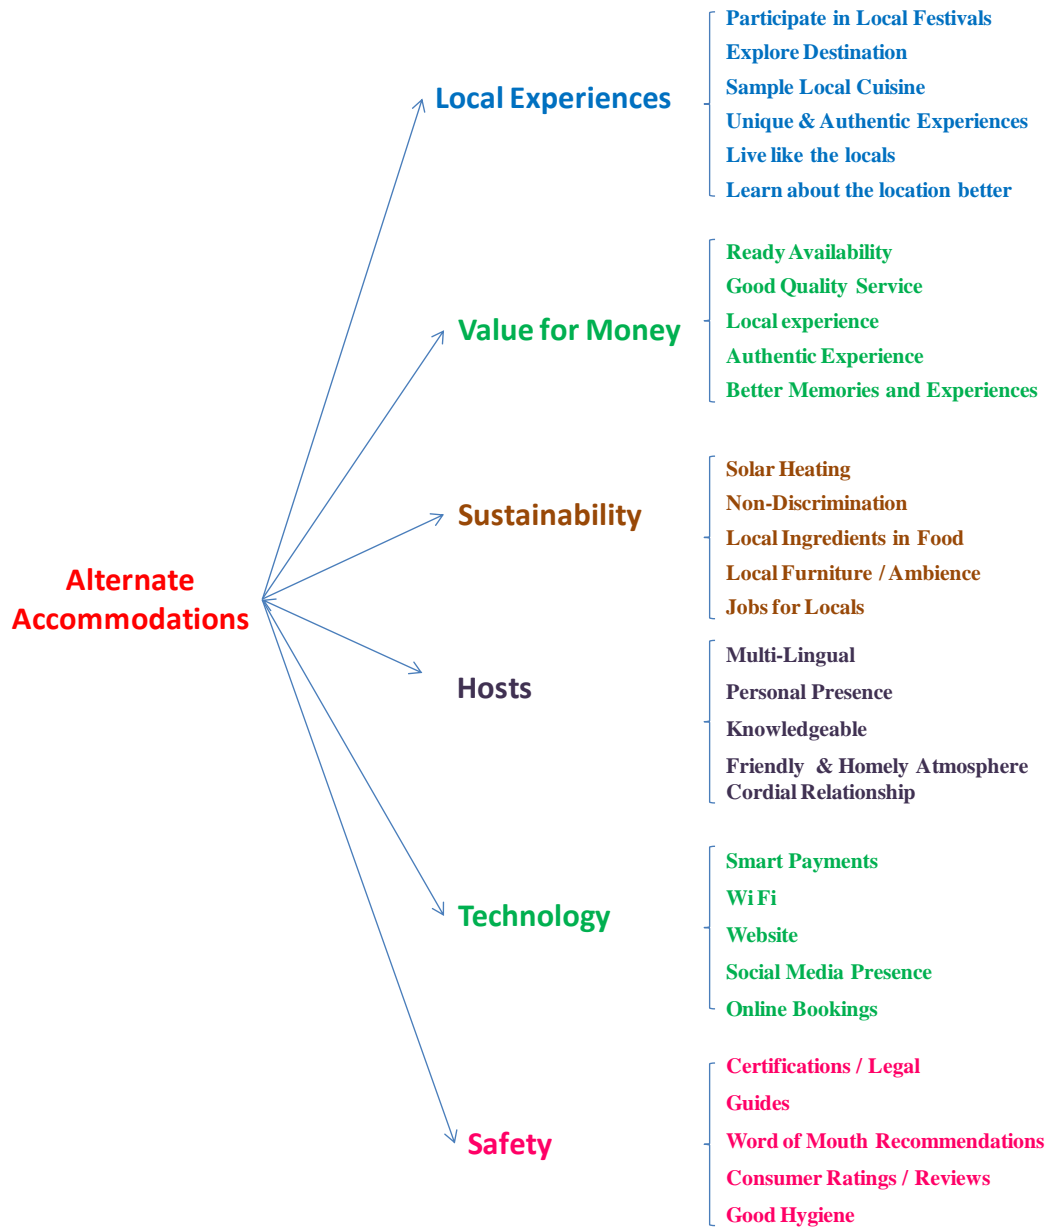 Alternate
Accommodations
Local Experiences
Participate in Local Festivals
Explore Destination
Sample Local Cuisine
Unique & Authentic Experiences
Live like the locals
Learn about the location better
Value for Money
Ready Availability
Good Quality Service
Local experience
Authentic Experience
Better Memories and Experiences
Sustainability
Solar Heating
Non-Discrimination
Local Ingredients in Food
Local Furniture / Ambience
Jobs for Locals
Hosts
Multi-Lingual
Personal Presence
Knowledgeable
Friendly & Homely Atmosphere
Cordial Relationship
Technology
Smart Payments
Wi Fi
Website
Social Media Presence
Online Bookings
Safety
Certifications / Legal
Guides
Word of Mouth Recommendations
Consumer Ratings / Reviews
Good Hygiene